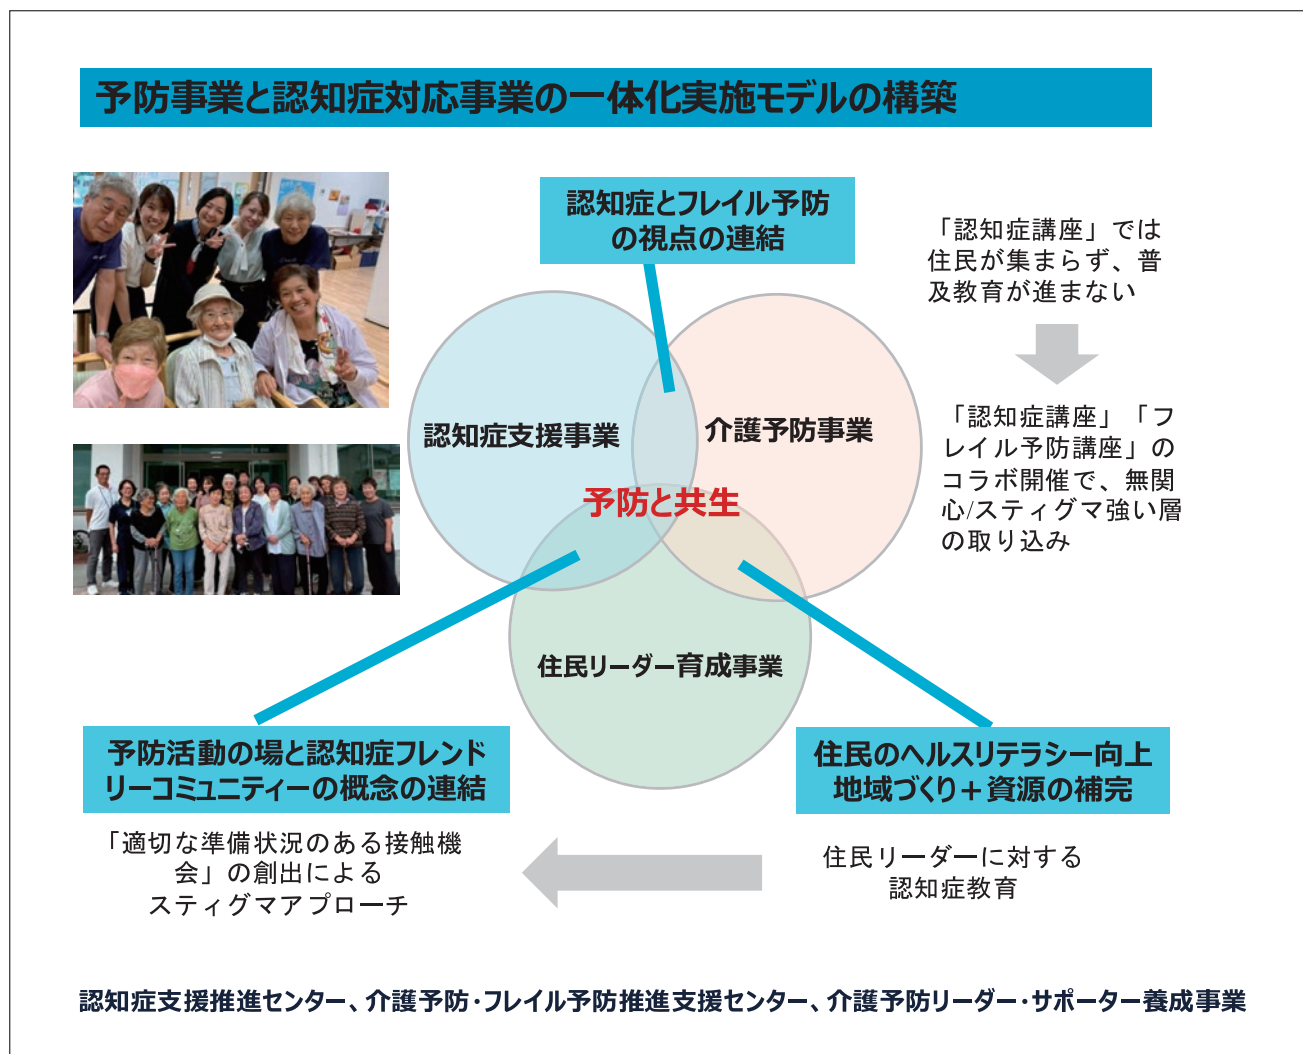 予防事業と認知症対応事業の一体化実施モデルの構築
認知症とフレイル予防
の視点の連結
「認知症講座」では
住民が集まらず、普
及教育が進まない
認知症支援事業
介護予防事業
「認知症講座」「フ
レイル予防講座」の
コラボ開催で、無関
心/スティグマ強い層
の取り込み
予防と共生
住民リーダー育成事業
予防活動の場と認知症フレンド
リーコミュニティーの概念の連結
住民のヘルスリテラシー向上
地域づくり＋資源の補完
「適切な準備状況のある接触機
会」の創出による
スティグマアプローチ
住民リーダーに対する
認知症教育
認知症支援推進センター、介護予防・フレイル予防推進支援センター、介護予防リーダー・サポーター養成事業